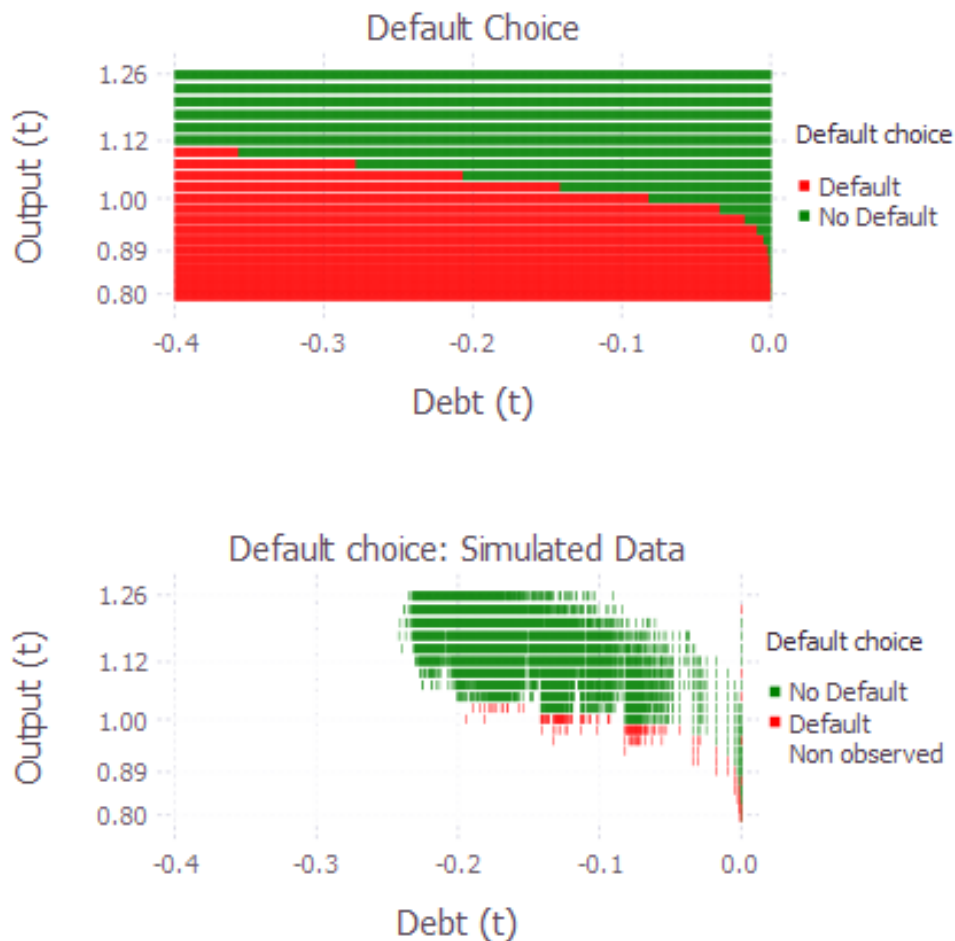 Default Choice
Output (t)
1.26
1.12
1.00
0.89
0.80
-0.4 -0.3 -0.2 -0.1 0.0
Debt (t)
Default choice
Default
No Default
Default choice: Simulated Data
Output (t)
1.26
1.12
1.00
0.89
0.80
-0.4 -0.3 -0.2 -0.1 0.0
Debt (t)
Default choice
No Default
Default
Non observed